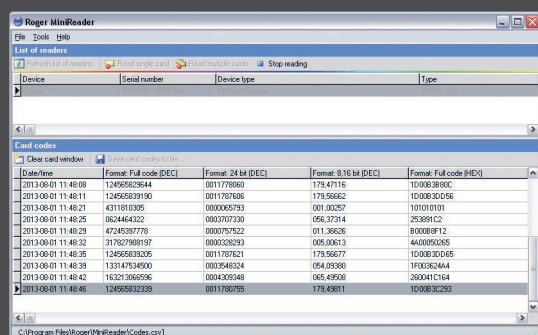 Roger MiniReader
File Tools Help
List of readers
Refresh list of readers Read single card Read multiple cards Stop reading
Device Serial number Device type Type
Card codes
Clear card window Save card codes to file...
Date/time Format: Full code (DEC) Format: 24 bit (DEC) Format: 8,16 bit (DEC) Format: Full code (HEX)
2013-08-01 11:48:08 124565829644 0011778060 179,47116 1D00B3B80C
2013-08-01 11:48:11 124565839190 0011787606 179,56662 1D00B3DD56
2013-08-01 11:48:21 4311810305 0000065793 001,00257 101010101
2013-08-01 11:48:25 0624464322 0003707330 056,37314 253891C2
2013-08-01 11:48:29 47245397778 0000757522 011,36626 B000B8F12
2013-08-01 11:48:32 317827908197 0000328293 005,00613 4A00050265
2013-08-01 11:48:35 124565839205 0011787621 179,56677 1D00B3DD65
2013-08-01 11:48:39 133147534500 0003548324 054,09380 1F003624A4
2013-08-01 11:48:42 163213066596 0004309348 065,49508 260041C164
2013-08-01 11:48:46 124565832339 0011780755 179,49811 1D00B3C293
C:\Program Files\Roger\MiniReader\Codes.csv]